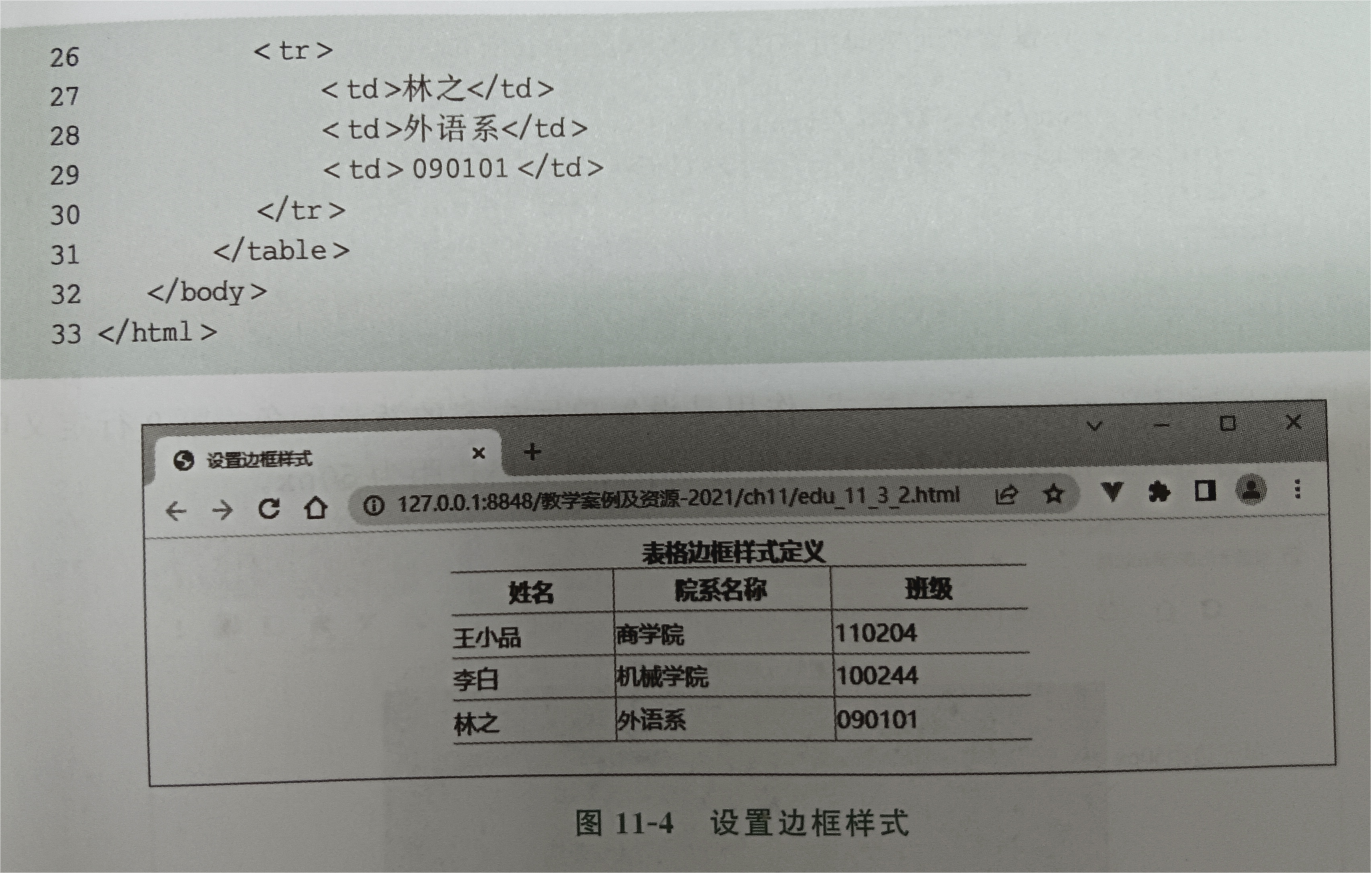 26 <tr>
27 <td>林之</td>
28 <td>外语系</td>
29 <td>090101</td>
30 </tr>
31 </table>
32 </body>
33 </html>
设置边框样式
127.0.0.1:8848/教学案例及资源-2021/ch11/edu_11_3_2.html
表格边框样式定义
姓名 院系名称 班级
王小品 商学院 110204
李白 机械学院 100244
林之 外语系 090101
图 11-4 设置边框样式